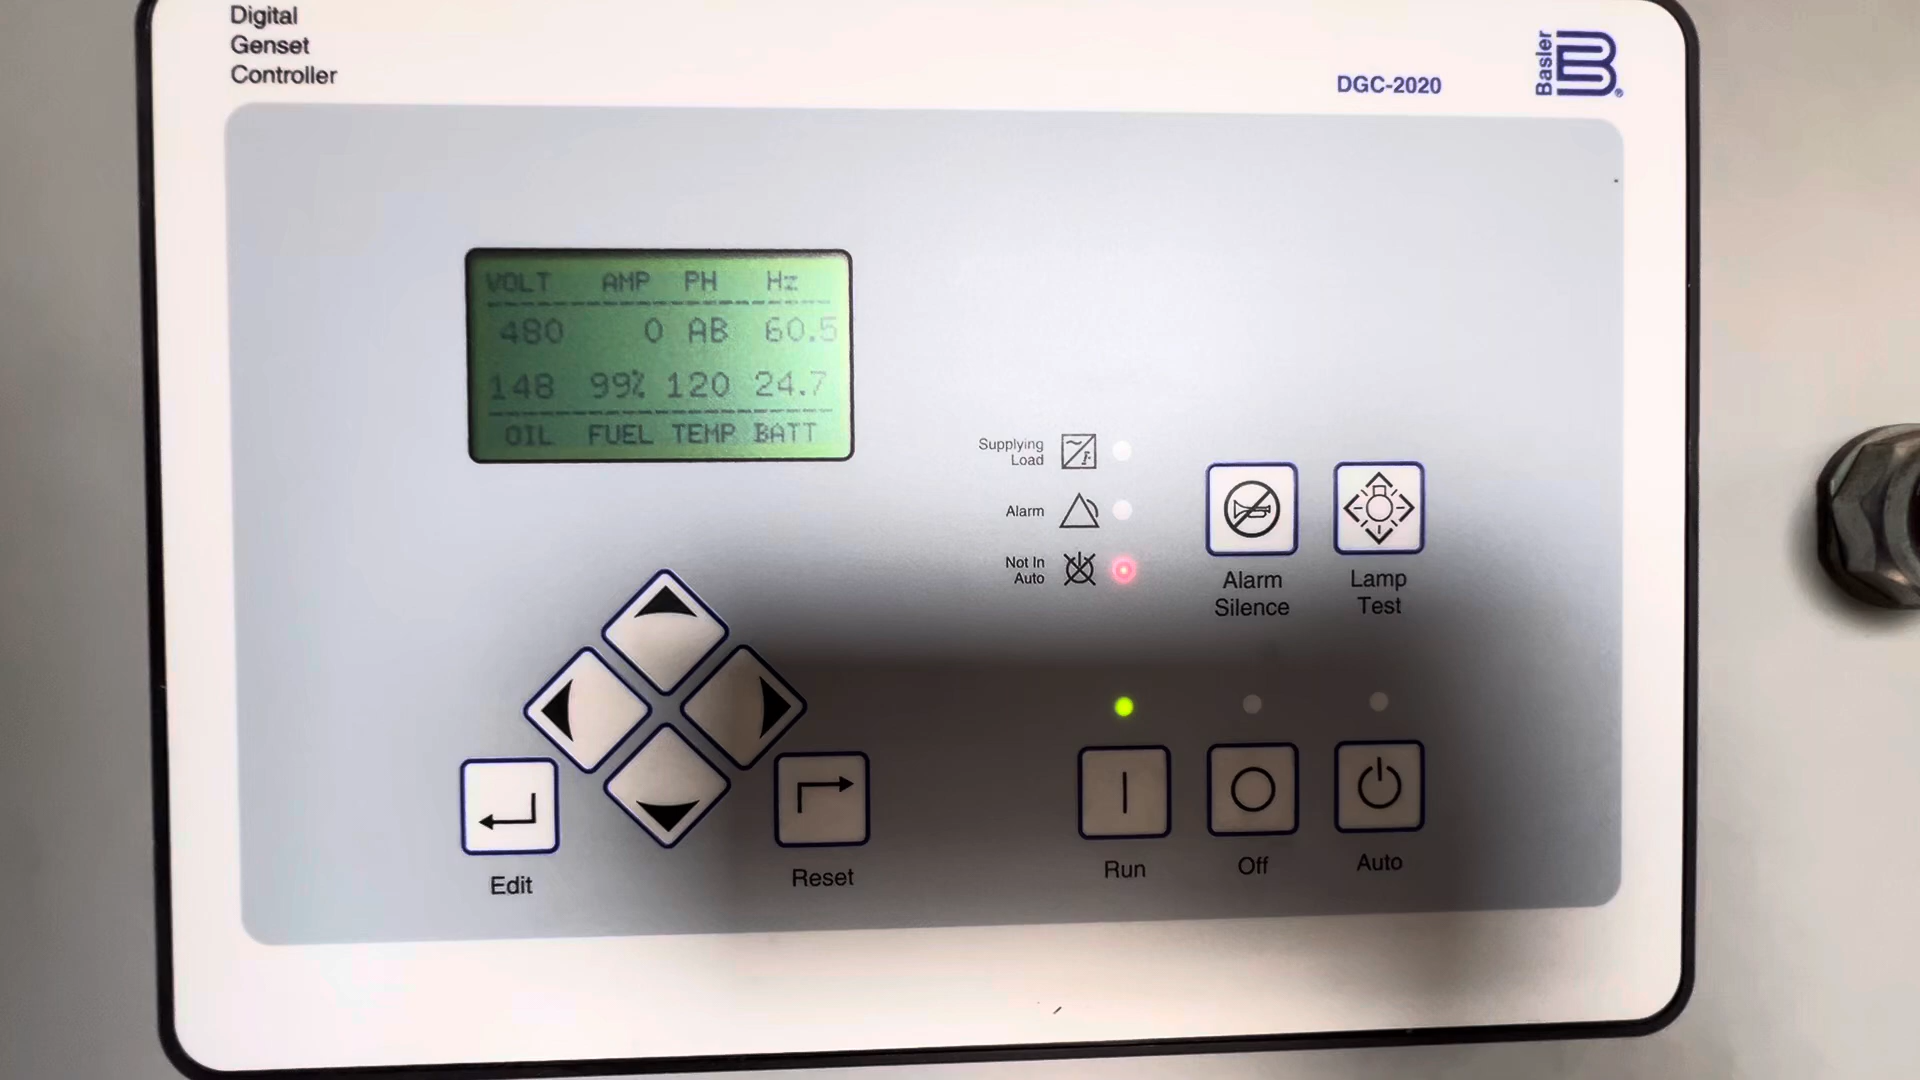 Digital
Genset
Controller
DGC-2020
Basler
VOLT AMP PH Hz
480 0 AB 60.5
148 99% 120 24.7
OIL FUEL TEMP BATT
Supplying
Load
Alarm
Not In
Auto
Alarm
Silence
Lamp
Test
Edit
Reset
Run
Off
Auto